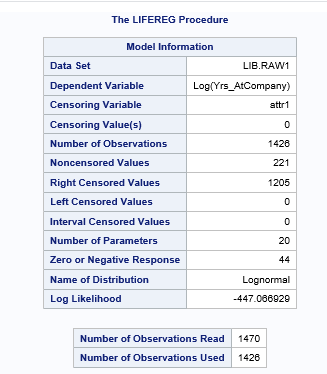 The LIFEREG Procedure
Model Information
Data Set LIB.RAW1
Dependent Variable Log(Yrs_AtCompany)
Censoring Variable attr1
Censoring Value(s) 0
Number of Observations 1426
Noncensored Values 221
Right Censored Values 1205
Left Censored Values 0
Interval Censored Values 0
Number of Parameters 20
Zero or Negative Response 44
Name of Distribution Lognormal
Log Likelihood -447.066929
Number of Observations Read 1470
Number of Observations Used 1426